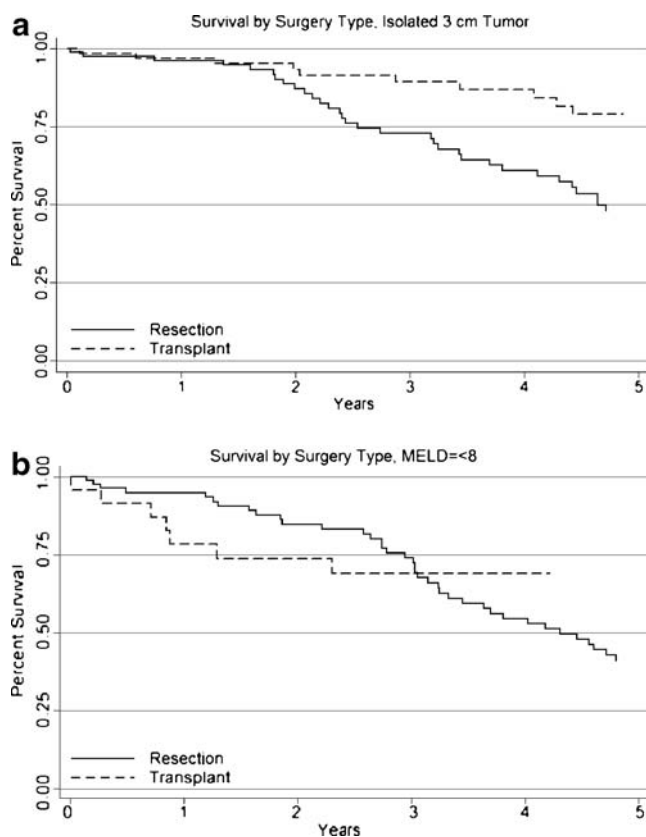 a
Survival by Surgery Type, Isolated 3 cm Tumor
Percent Survival
1.00
0.75
0.50
0.25
0.00
Resection
Transplant
0 1 2 3 4 5
Years
b
Survival by Surgery Type, MELD=<8
Percent Survival
1.00
0.75
0.50
0.25
0.00
Resection
Transplant
0 1 2 3 4 5
Years